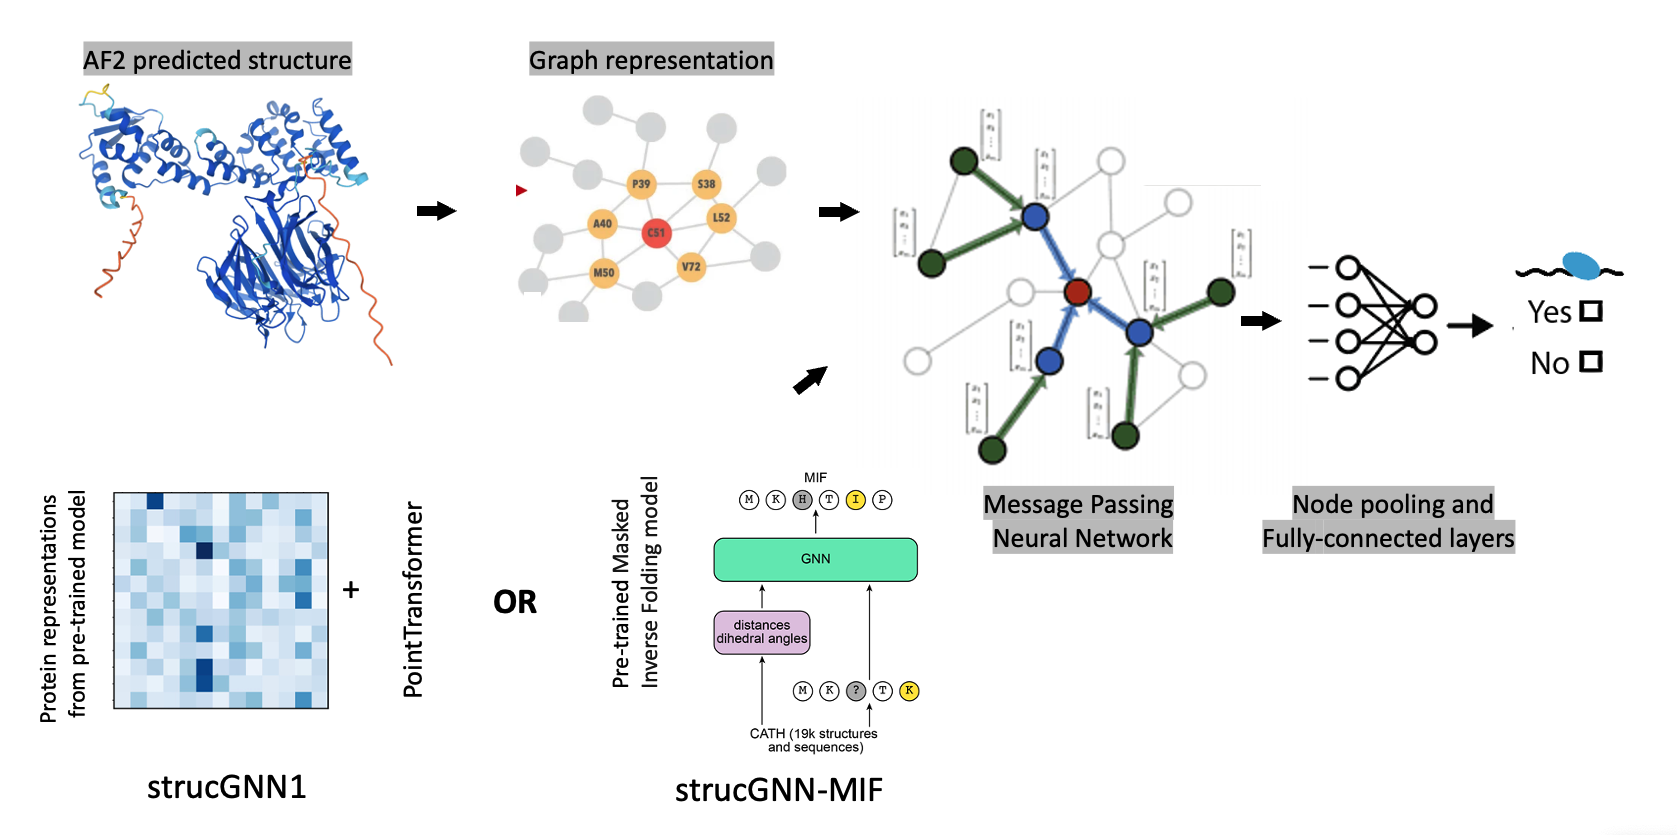 AF2 predicted structure
Graph representation
P39
S38
A40
C51
L52
M50
V72
Yes
No
Message Passing
Neural Network
Node pooling and
Fully-connected layers
Protein representations
from pre-trained model
+
PointTransformer
OR
Pre-trained Masked
Inverse Folding model
MIF
M K H T I P
GNN
distances
dihedral angles
M K ? T K
CATH (19k structures
and sequences)
strucGNN1
strucGNN-MIF